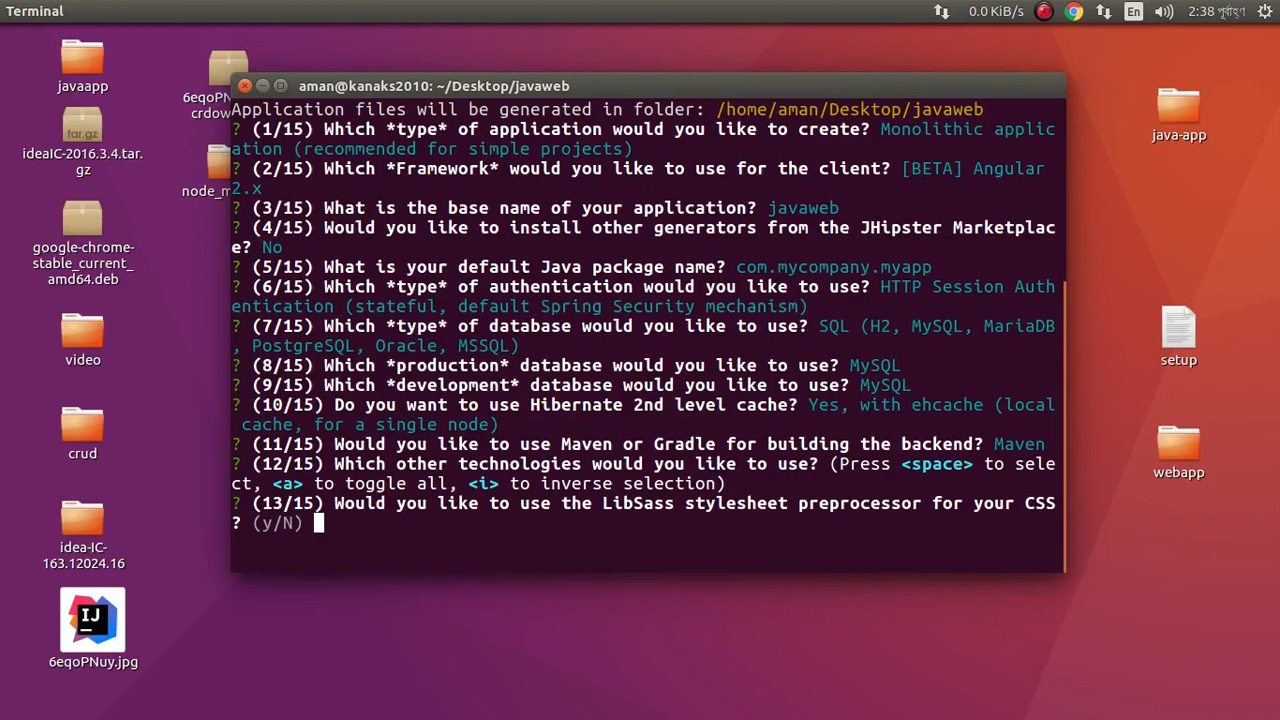 Terminal
0.0 KiB/s
En
2:38 পূর্বাহ্ণ
javaapp
tar.gz
ideaIC-2016.3.4.tar.
gz
google-chrome-
stable_current_
amd64.deb
video
crud
idea-IC-
163.12024.16
IJ
6eqoPNuy.jpg
6eqoPN
crdow
node_m
aman@kanaks2010: ~/Desktop/javaweb
Application files will be generated in folder: /home/aman/Desktop/javaweb
? (1/15) Which *type* of application would you like to create? Monolithic applic
ation (recommended for simple projects)
? (2/15) Which *Framework* would you like to use for the client? [BETA] Angular
2.x
? (3/15) What is the base name of your application? javaweb
? (4/15) Would you like to install other generators from the JHipster Marketplac
e? No
? (5/15) What is your default Java package name? com.mycompany.myapp
? (6/15) Which *type* of authentication would you like to use? HTTP Session Auth
entication (stateful, default Spring Security mechanism)
? (7/15) Which *type* of database would you like to use? SQL (H2, MySQL, MariaDB
, PostgreSQL, Oracle, MSSQL)
? (8/15) Which *production* database would you like to use? MySQL
? (9/15) Which *development* database would you like to use? MySQL
? (10/15) Do you want to use Hibernate 2nd level cache? Yes, with ehcache (local
cache, for a single node)
? (11/15) Would you like to use Maven or Gradle for building the backend? Maven
? (12/15) Which other technologies would you like to use? (Press <space> to sele
ct, <a> to toggle all, <i> to inverse selection)
? (13/15) Would you like to use the LibSass stylesheet preprocessor for your CSS
? (y/N)
java-app
setup
webapp